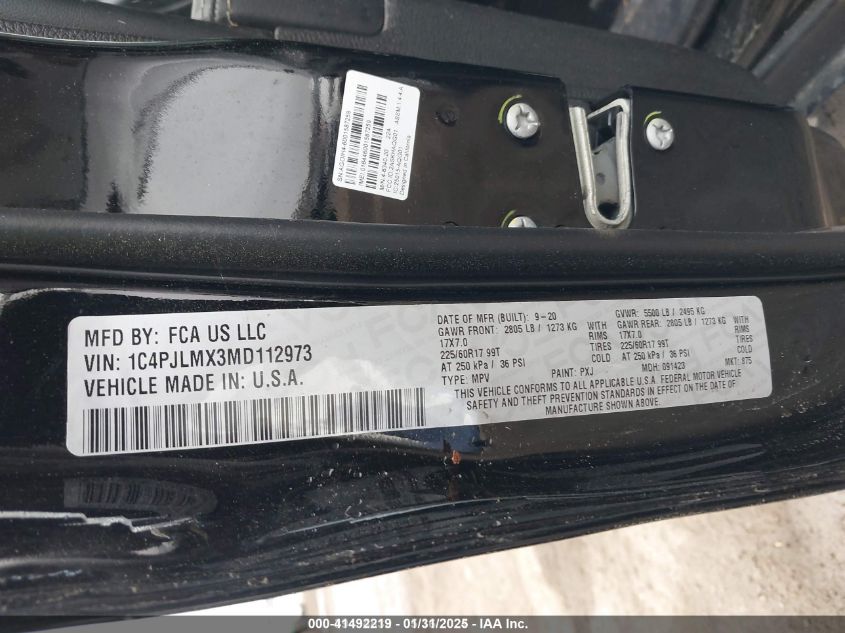 SN:AGDN4-6001587259
MFD BY: FCA US LLC
VIN: 1C4PJLMX3MD112973
VEHICLE MADE IN: U.S.A.
DATE OF MFR (BUILT): 9-20 GVWR: 5500 LB / 2495 KG
GAWR FRONT: 2805 LB / 1273 KG GAWR REAR: 2805 LB / 1273 KG
17X7.0 RIMS 17X7.0 RIMS
225/60R17 99T TIRES 225/60R17 99T TIRES
AT 250 kPa / 36 PSI COLD AT 250 kPa / 36 PSI COLD
TYPE: MPV PAINT: PXJ MDH: 091423 MKT: 875
THIS VEHICLE CONFORMS TO ALL APPLICABLE U.S.A. FEDERAL MOTOR VEHICLE
SAFETY AND THEFT PREVENTION STANDARDS IN EFFECT ON THE DATE OF
MANUFACTURE SHOWN ABOVE.
000-41492219 - 01/31/2025 - IAA Inc.